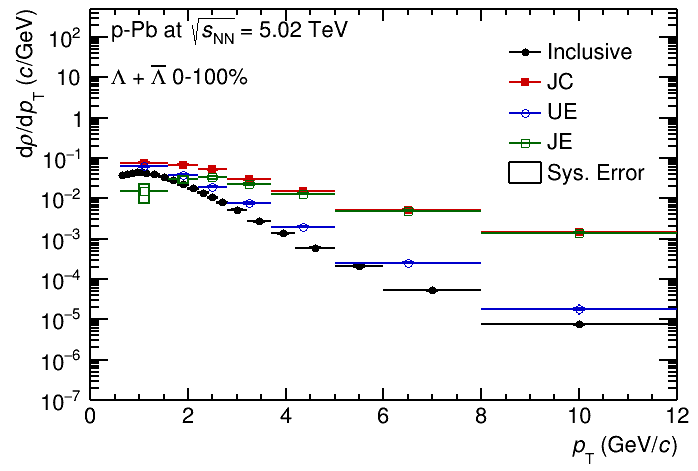 p-Pb at √sNN = 5.02 TeV
Λ + Λ̅ 0-100%
Inclusive
JC
UE
JE
Sys. Error
dρ/dpT (c/GeV)
10²
10
1
10⁻¹
10⁻²
10⁻³
10⁻⁴
10⁻⁵
10⁻⁶
10⁻⁷
0 2 4 6 8 10 12
pT (GeV/c)